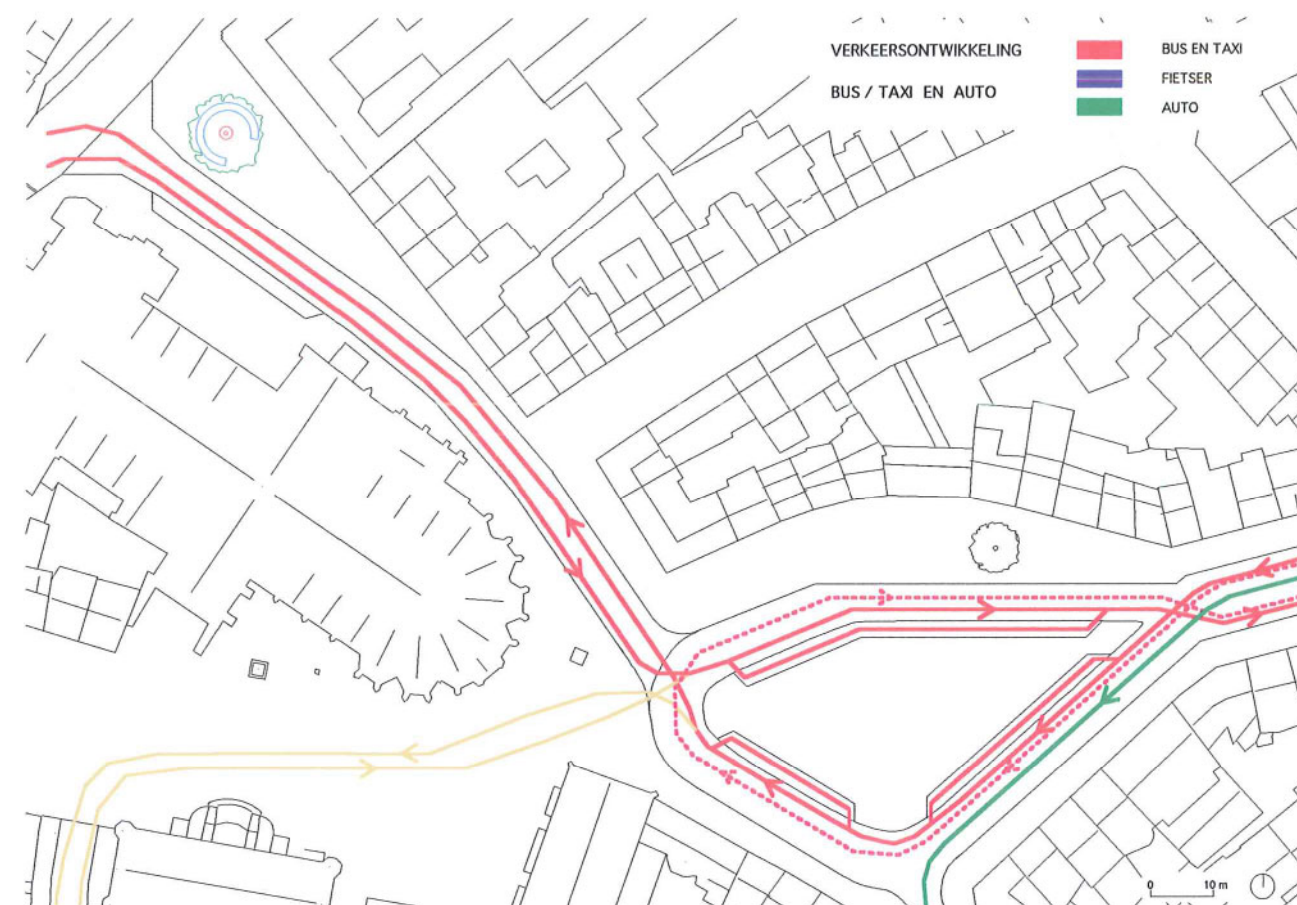 VERKEERSONTWIKKELING
BUS / TAXI EN AUTO
BUS EN TAXI
FIETSER
AUTO
0 10 m